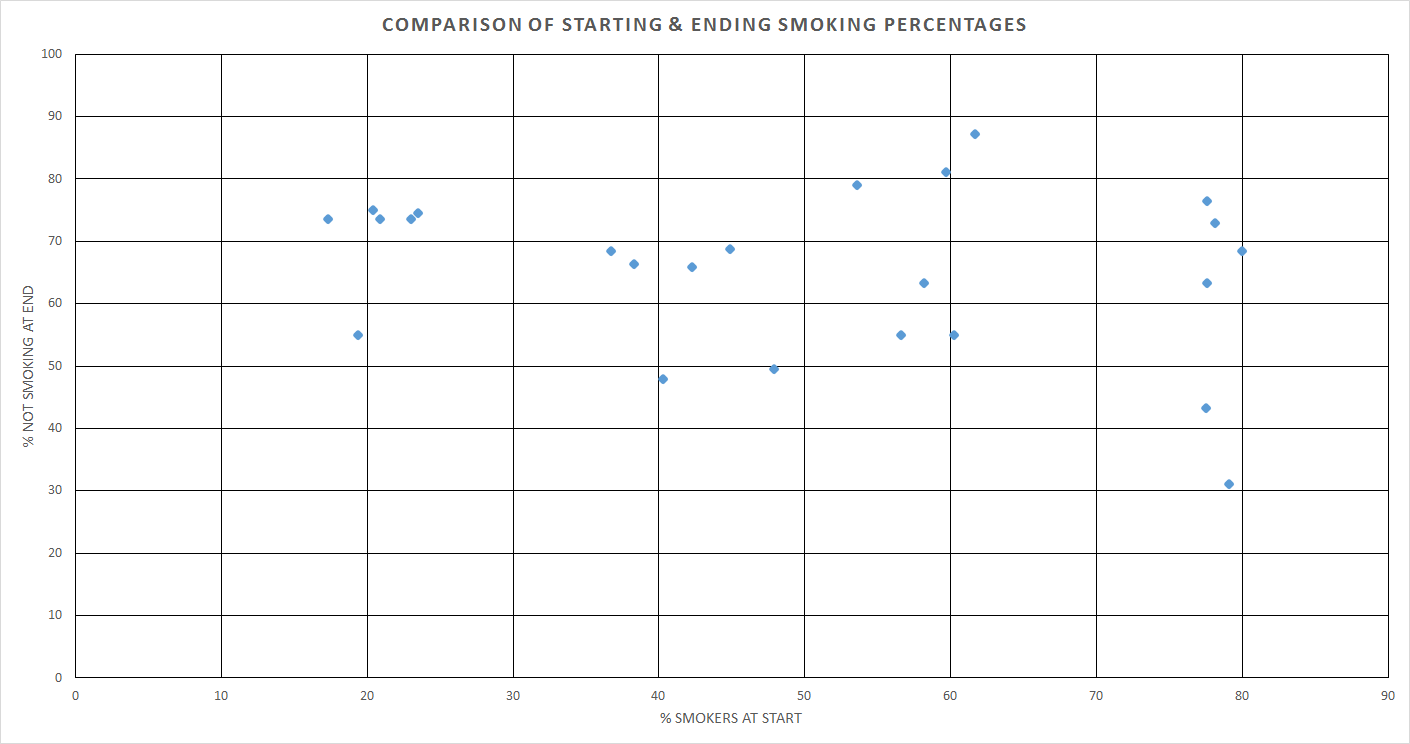 COMPARISON OF STARTING & ENDING SMOKING PERCENTAGES
100
90
80
70
60
50
40
30
20
10
0
% NOT SMOKING AT END
0 10 20 30 40 50 60 70 80 90
% SMOKERS AT START